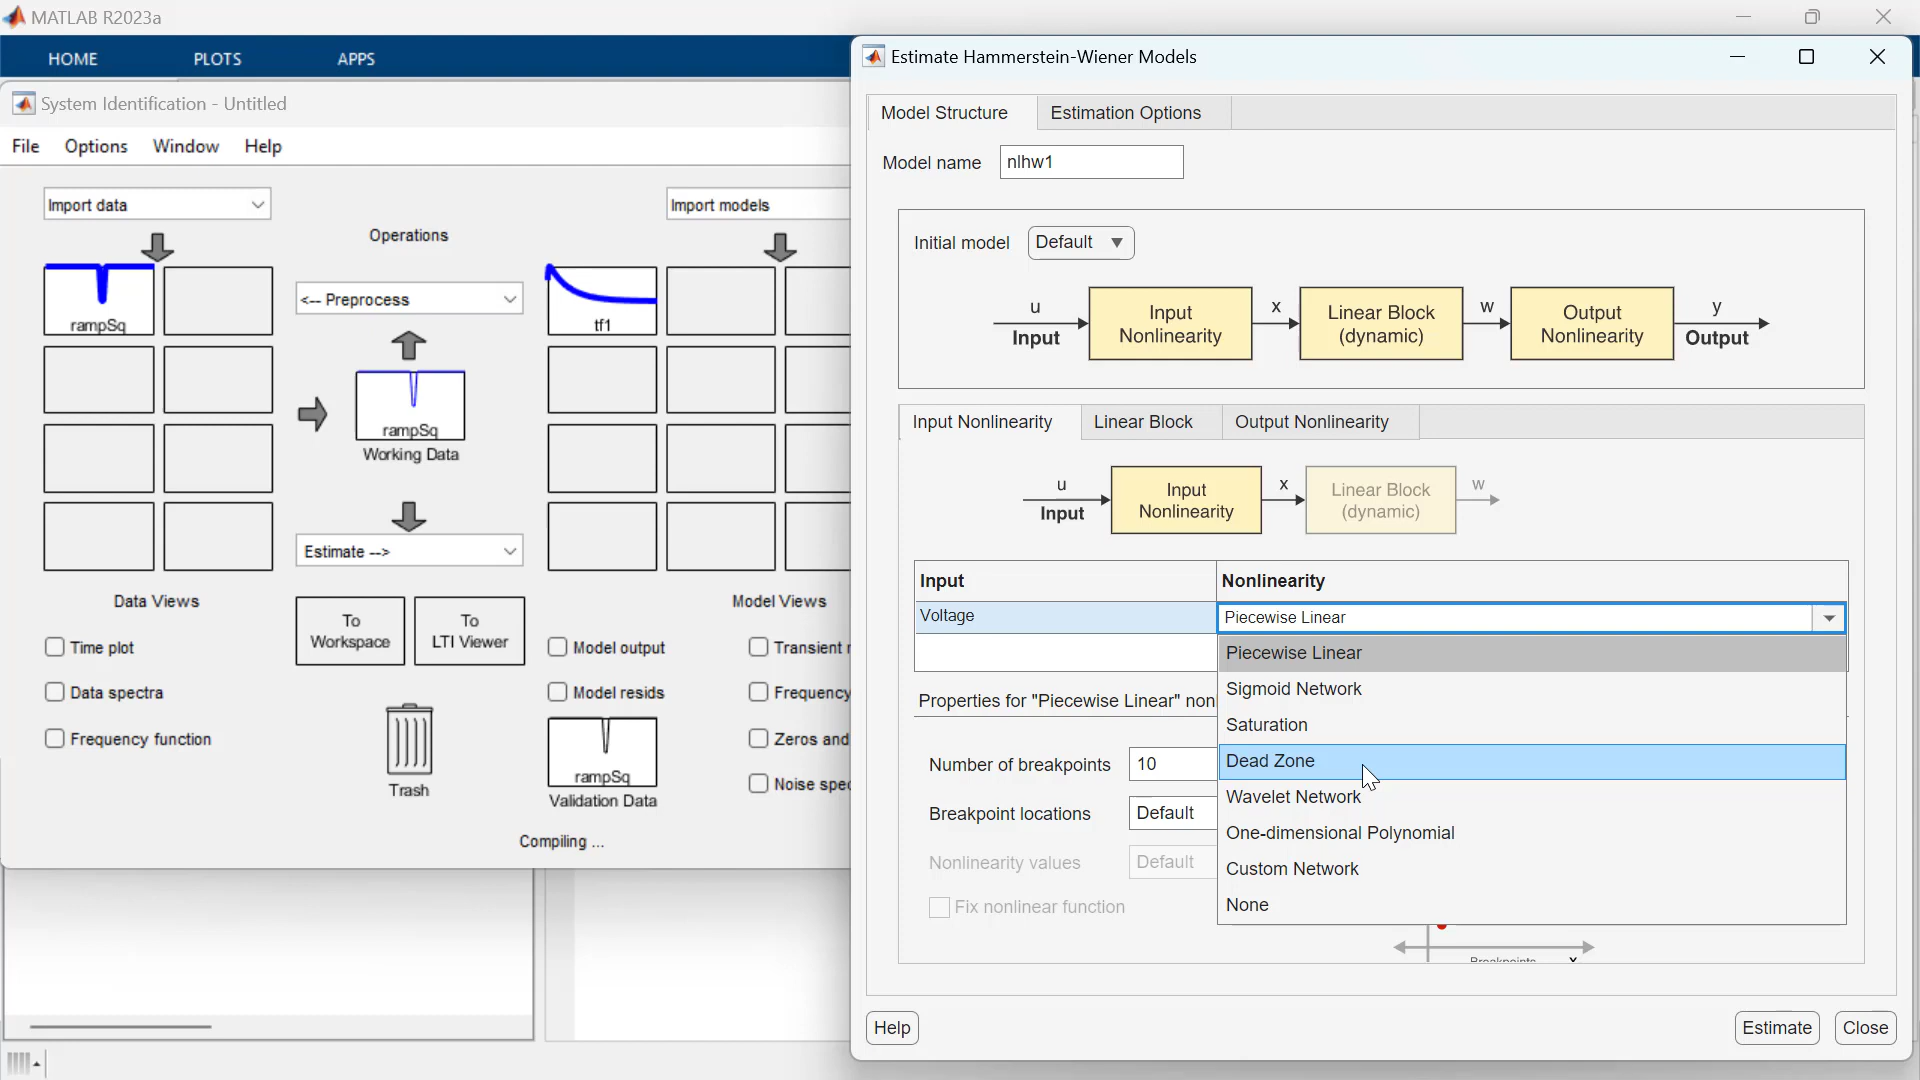 MATLAB R2023a
HOME
PLOTS
APPS
System Identification - Untitled
File
Options
Window
Help
Import data
Operations
Import models
rampSq
<-- Preprocess
tf1
rampSq
Working Data
Estimate -->
Data Views
Model Views
To
Workspace
To
LTI Viewer
Time plot
Model output
Transient r
Data spectra
Model resids
Frequency
Frequency function
Zeros and
Noise spec
Trash
rampSq
Validation Data
Compiling ...
Estimate Hammerstein-Wiener Models
Model Structure
Estimation Options
Model name
nlhw1
Initial model
Default
u
Input
Input
Nonlinearity
x
Linear Block
(dynamic)
w
Output
Nonlinearity
y
Output
Input Nonlinearity
Linear Block
Output Nonlinearity
u
Input
Input
Nonlinearity
x
Linear Block
(dynamic)
w
Input
Nonlinearity
Voltage
Piecewise Linear
Piecewise Linear
Sigmoid Network
Saturation
Dead Zone
Wavelet Network
One-dimensional Polynomial
Custom Network
None
Properties for "Piecewise Linear" non
Number of breakpoints
10
Breakpoint locations
Default
Nonlinearity values
Default
Fix nonlinear function
Breakpoints
x
Help
Estimate
Close